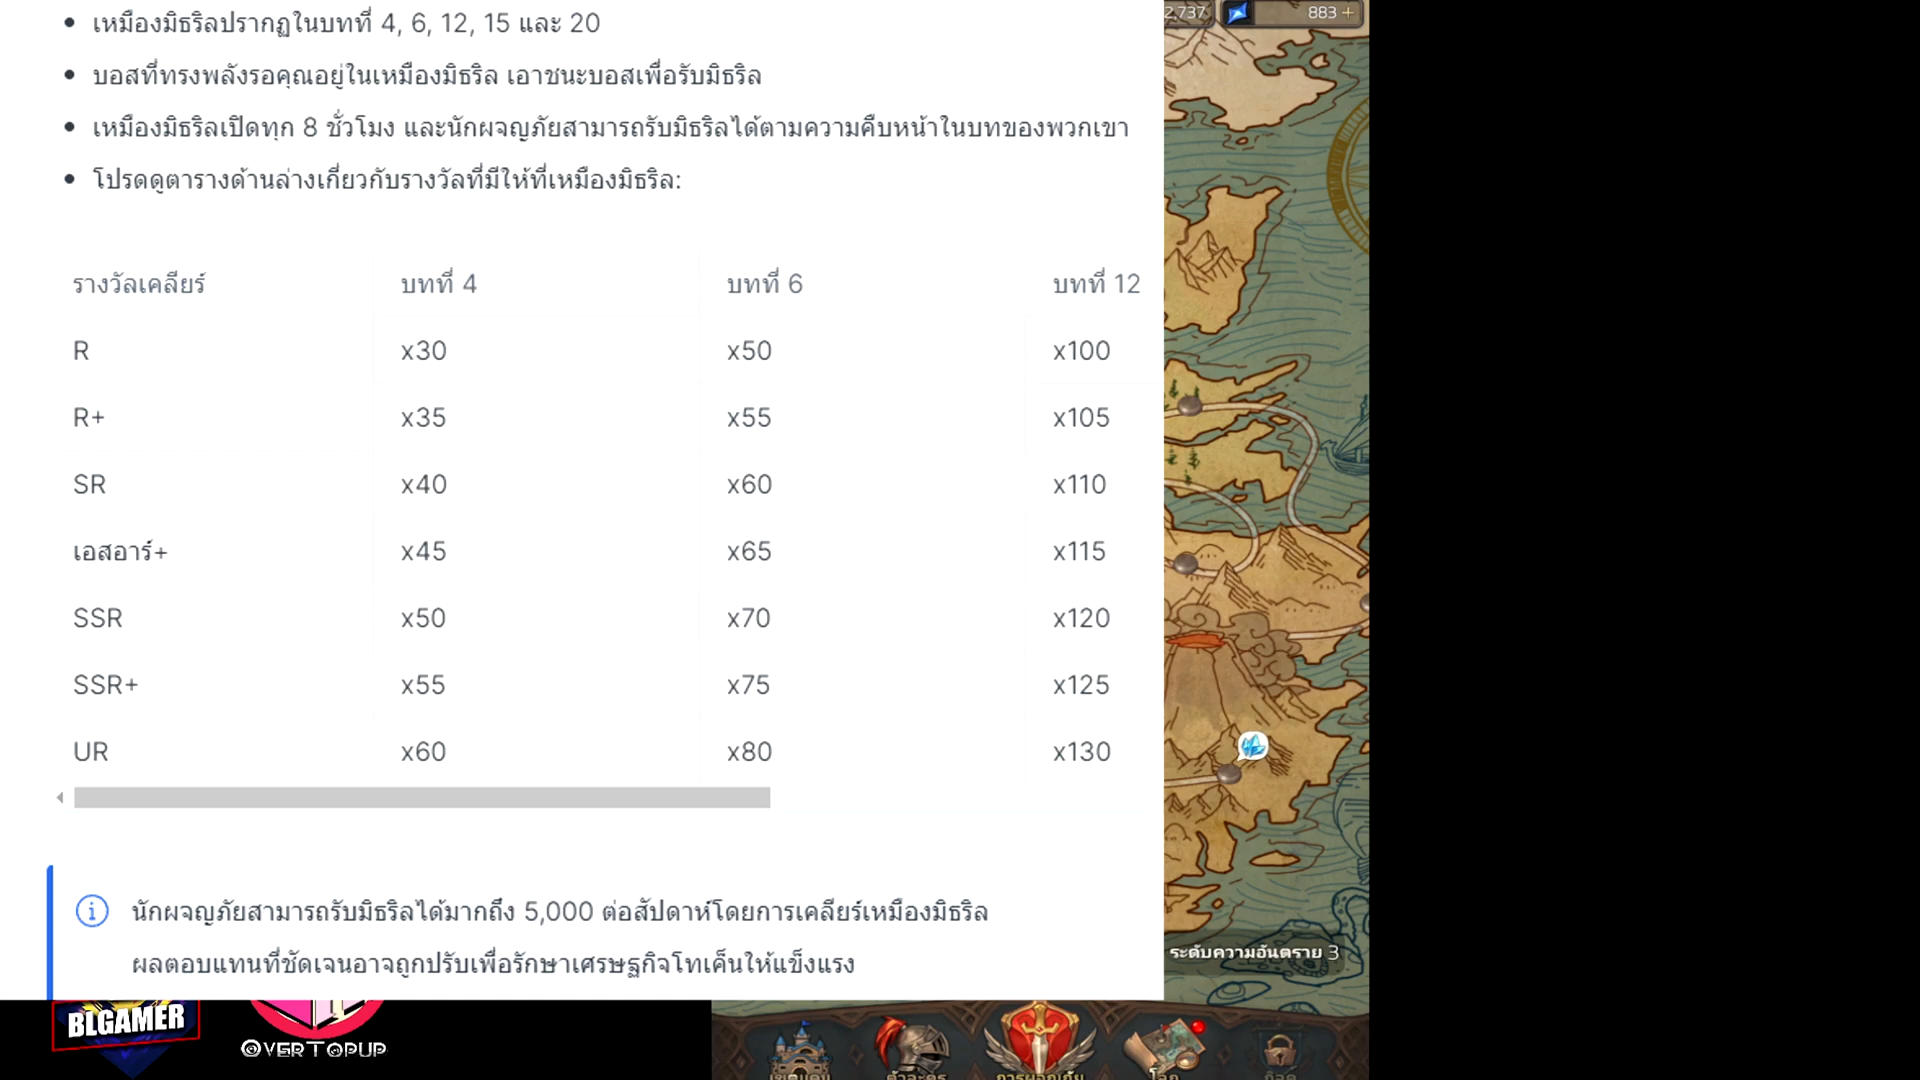 เหมืองมิธริลปรากฏในบทที่ 4, 6, 12, 15 และ 20
บอสที่ทรงพลังรอคุณอยู่ในเหมืองมิธริล เอาชนะบอสเพื่อรับมิธริล
เหมืองมิธริลเปิดทุก 8 ชั่วโมง และนักผจญภัยสามารถรับมิธริลได้ตามความคืบหน้าในบทของพวกเขา
โปรดดูตารางด้านล่างเกี่ยวกับรางวัลที่มีให้ที่เหมืองมิธริล:
รางวัลเคลียร์ บทที่ 4 บทที่ 6 บทที่ 12
R x30 x50 x100
R+ x35 x55 x105
SR x40 x60 x110
เอสอาร์+ x45 x65 x115
SSR x50 x70 x120
SSR+ x55 x75 x125
UR x60 x80 x130
นักผจญภัยสามารถรับมิธริลได้มากถึง 5,000 ต่อสัปดาห์โดยการเคลียร์เหมืองมิธริล
ผลตอบแทนที่ชัดเจนอาจถูกปรับเพื่อรักษาเศรษฐกิจโทเค็นให้แข็งแรง
2,737 883 +
ระดับความอันตราย 3
BLGAMER
OVERTOPUP
ตัวละคร การผจญภัย โลก